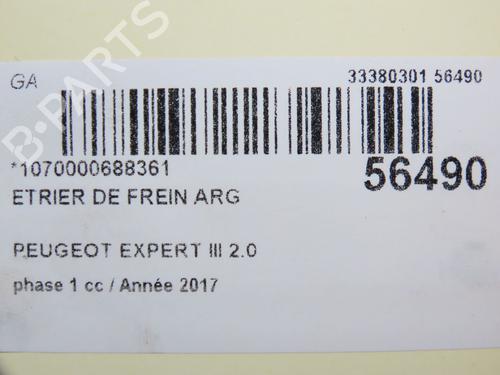 GA
33380301 56490
*1070000688361
56490
ETRIER DE FREIN ARG
PEUGEOT EXPERT III 2.0
phase 1 cc / Année 2017
B-PARTS